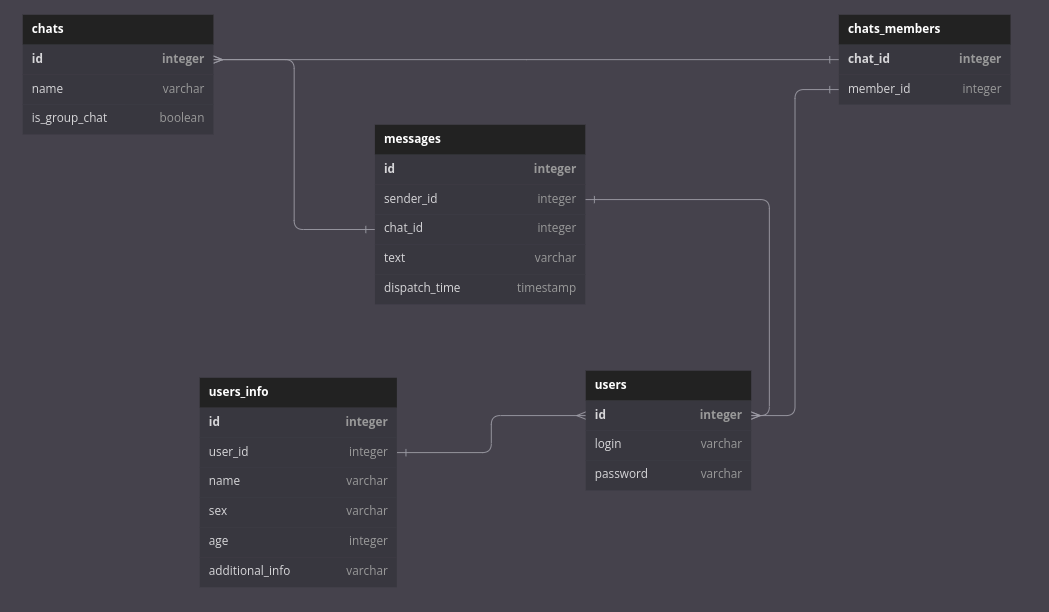 chats
id integer
name varchar
is_group_chat boolean
chats_members
chat_id integer
member_id integer
messages
id integer
sender_id integer
chat_id integer
text varchar
dispatch_time timestamp
users_info
id integer
user_id integer
name varchar
sex varchar
age integer
additional_info varchar
users
id integer
login varchar
password varchar